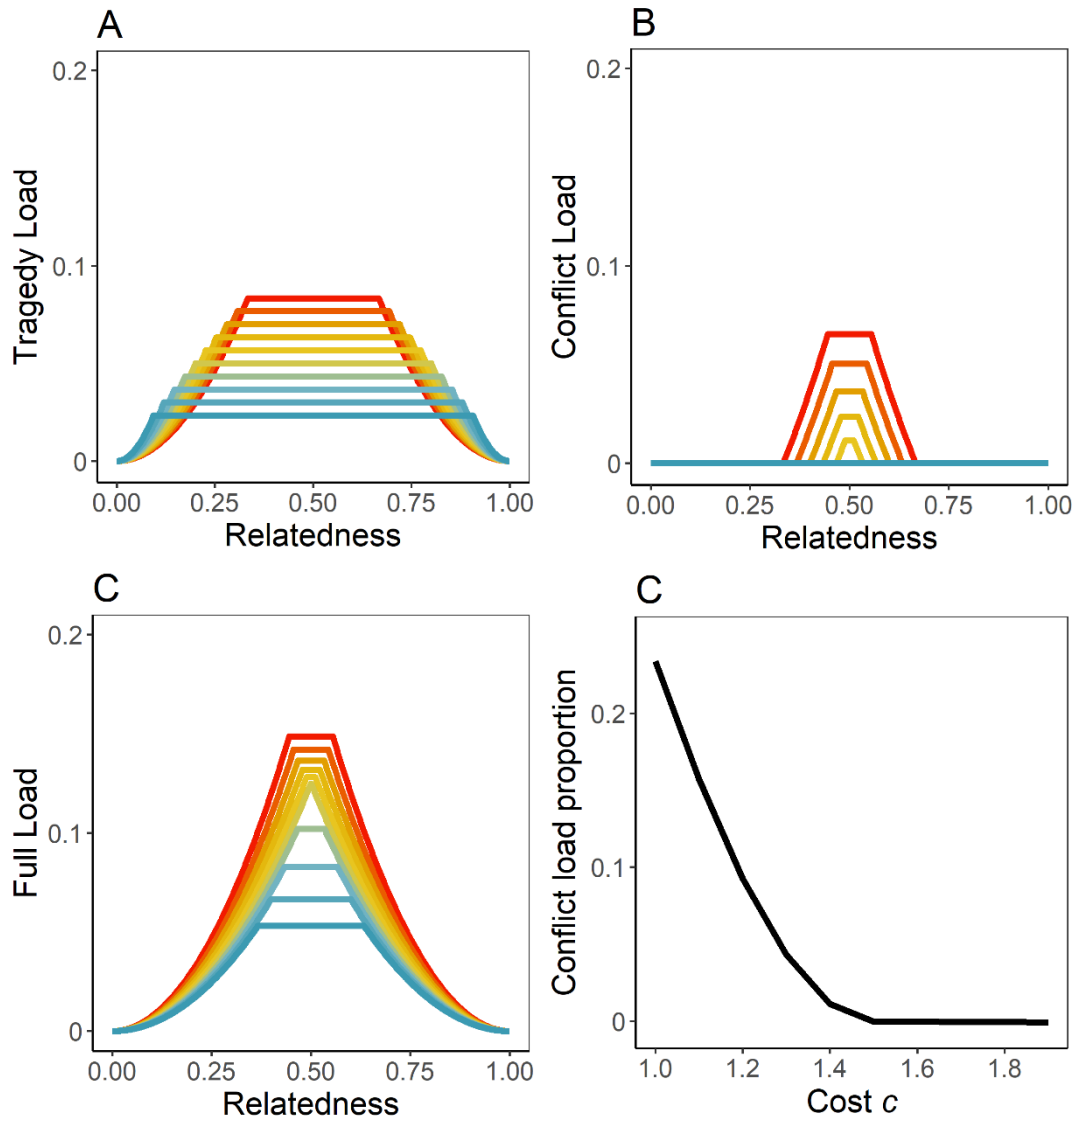 A
0.2
0.1
0
Tragedy Load
0.00 0.25 0.50 0.75 1.00
Relatedness
B
0.2
0.1
0
Conflict Load
0.00 0.25 0.50 0.75 1.00
Relatedness
C
0.2
0.1
0
Full Load
0.00 0.25 0.50 0.75 1.00
Relatedness
C
0.2
0.1
0
Conflict load proportion
1.0 1.2 1.4 1.6 1.8
Cost c